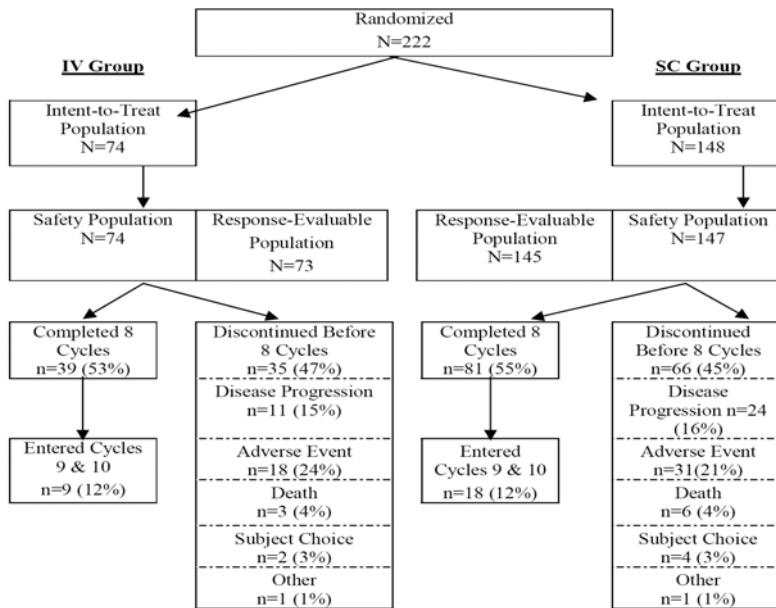 Randomized
N=222
IV Group
SC Group
Intent-to-Treat
Population
N=74
Intent-to-Treat
Population
N=148
Safety Population
N=74
Response-Evaluable
Population
N=73
Response-Evaluable
Population
N=145
Safety Population
N=147
Completed 8
Cycles
n=39 (53%)
Discontinued Before
8 Cycles
n=35 (47%)
Disease Progression
n=11 (15%)
Adverse Event
n=18 (24%)
Death
n=3 (4%)
Subject Choice
n=2 (3%)
Other
n=1 (1%)
Entered Cycles
9 & 10
n=9 (12%)
Completed 8
Cycles
n=81 (55%)
Discontinued
Before 8 Cycles
n=66 (45%)
Disease
Progression n=24
(16%)
Adverse Event
n=31(21%)
Death
n=6 (4%)
Subject Choice
n=4 (3%)
Other
n=1 (1%)
Entered
Cycles 9 & 10
n=18 (12%)